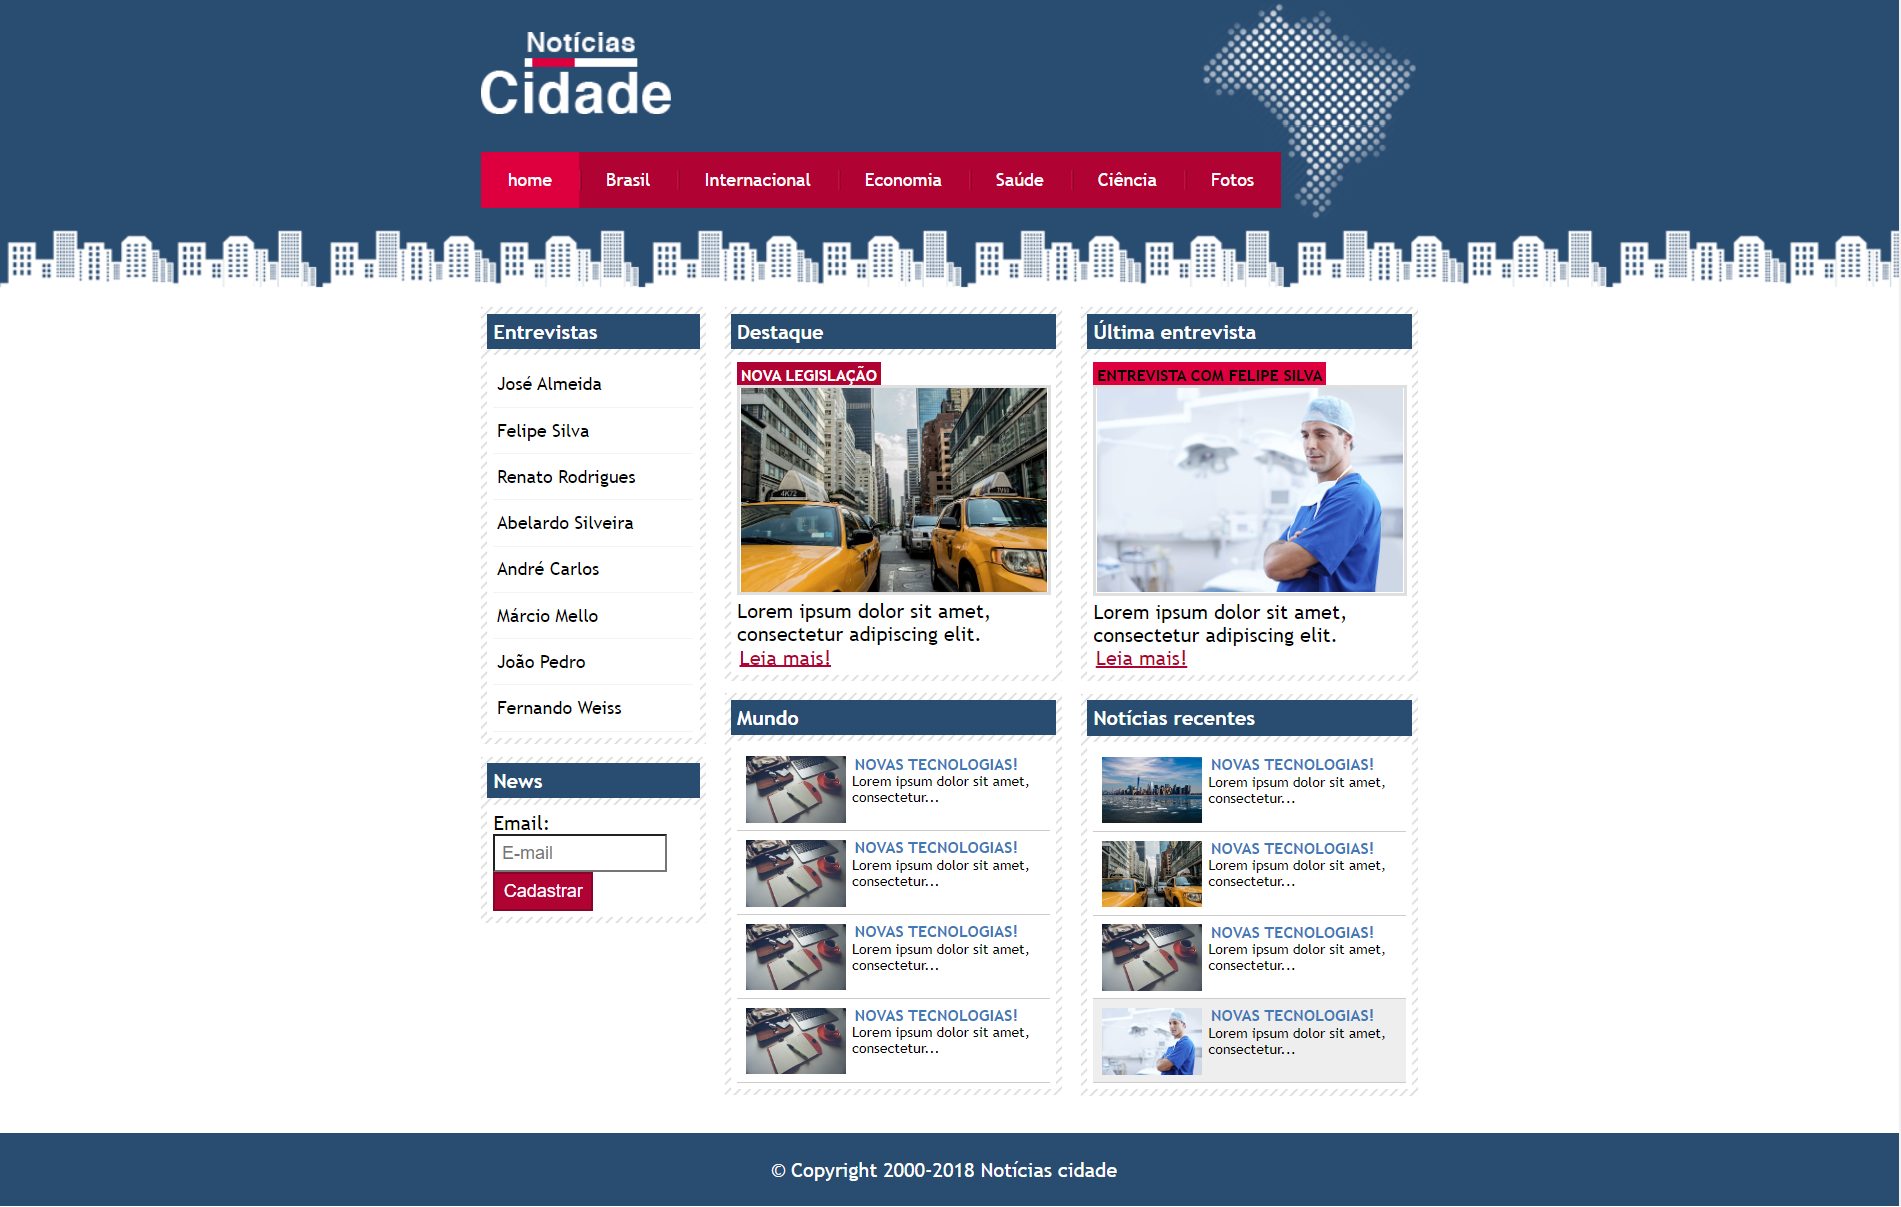 Notícias
Cidade
home
Brasil
Internacional
Economia
Saúde
Ciência
Fotos
Entrevistas
José Almeida
Felipe Silva
Renato Rodrigues
Abelardo Silveira
André Carlos
Márcio Mello
João Pedro
Fernando Weiss
News
Email:
E-mail
Cadastrar
Destaque
NOVA LEGISLAÇÃO
4K72
Lorem ipsum dolor sit amet,
consectetur adipiscing elit.
Leia mais!
Última entrevista
ENTREVISTA COM FELIPE SILVA
Lorem ipsum dolor sit amet,
consectetur adipiscing elit.
Leia mais!
Mundo
NOVAS TECNOLOGIAS!
Lorem ipsum dolor sit amet,
consectetur...
NOVAS TECNOLOGIAS!
Lorem ipsum dolor sit amet,
consectetur...
NOVAS TECNOLOGIAS!
Lorem ipsum dolor sit amet,
consectetur...
NOVAS TECNOLOGIAS!
Lorem ipsum dolor sit amet,
consectetur...
Notícias recentes
NOVAS TECNOLOGIAS!
Lorem ipsum dolor sit amet,
consectetur...
NOVAS TECNOLOGIAS!
Lorem ipsum dolor sit amet,
consectetur...
NOVAS TECNOLOGIAS!
Lorem ipsum dolor sit amet,
consectetur...
NOVAS TECNOLOGIAS!
Lorem ipsum dolor sit amet,
consectetur...
© Copyright 2000-2018 Notícias cidade